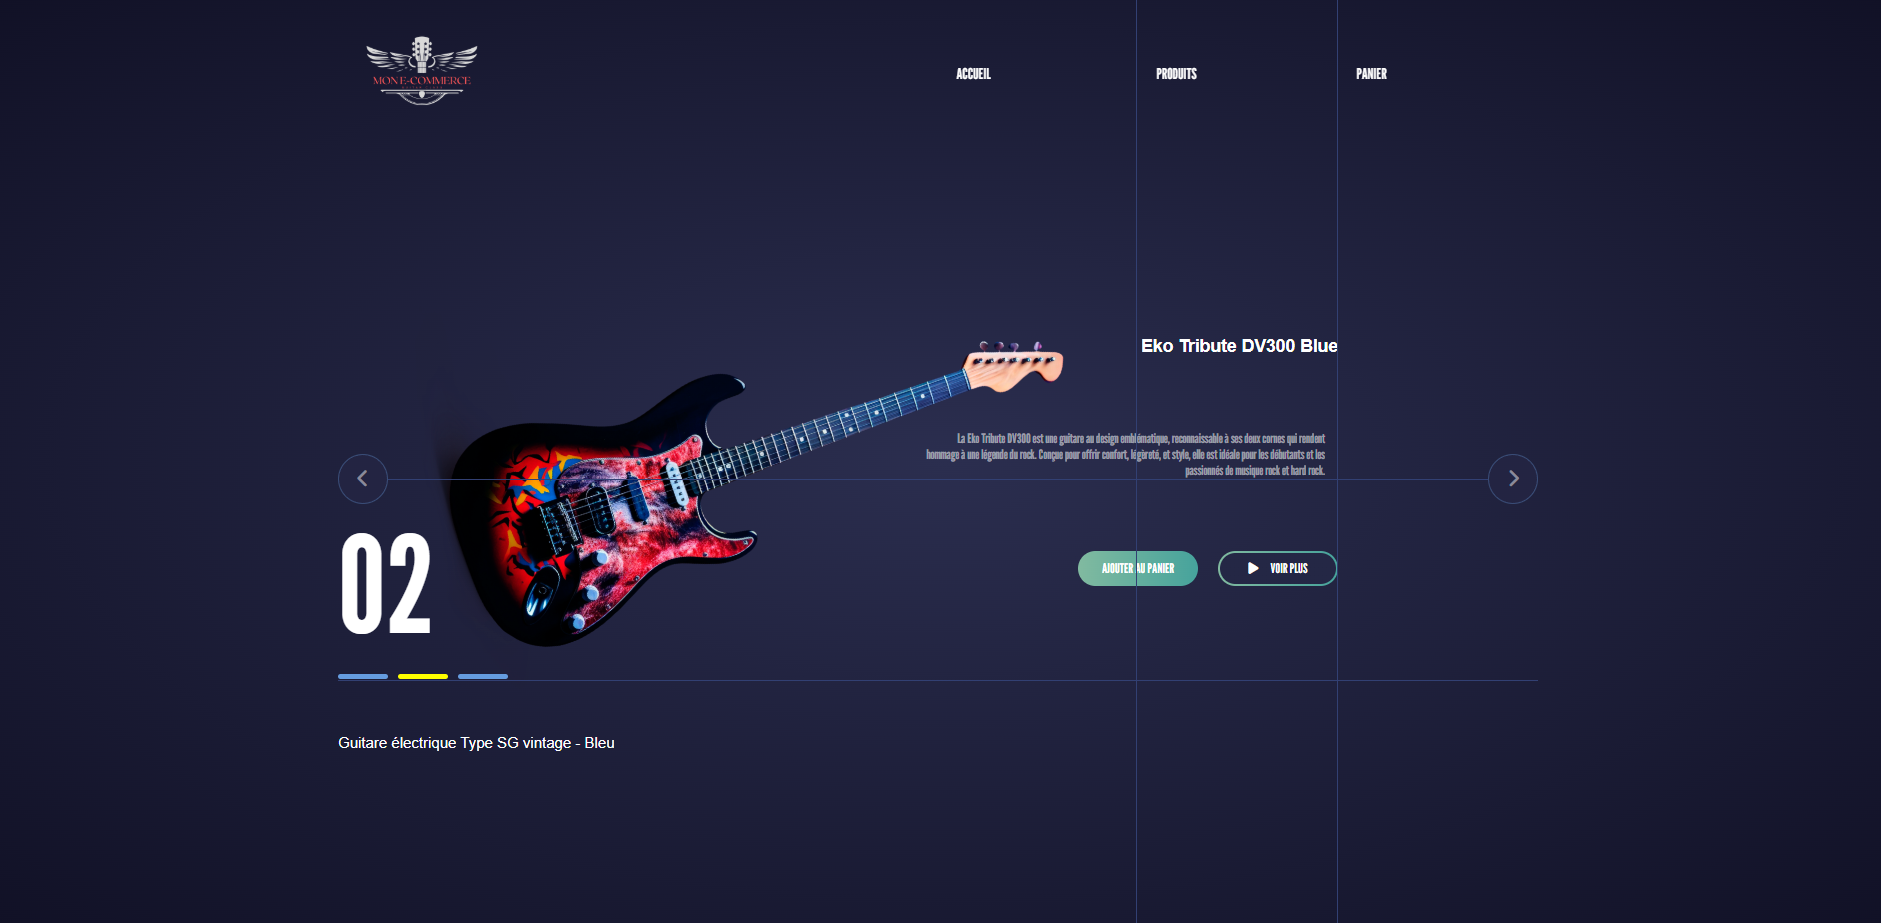 MON E-COMMERCE
ACCUEIL
PRODUITS
PANIER
Eko Tribute DV300 Blue
La Eko Tribute DV300 est une guitare au design emblématique, reconnaissable à ses deux cornes qui rendent
hommage à une légende du rock. Conçue pour offrir confort, légèreté, et style, elle est idéale pour les débutants et les
passionnés de musique rock et hard rock.
02
AJOUTER AU PANIER
VOIR PLUS
Guitare électrique Type SG vintage - Bleu